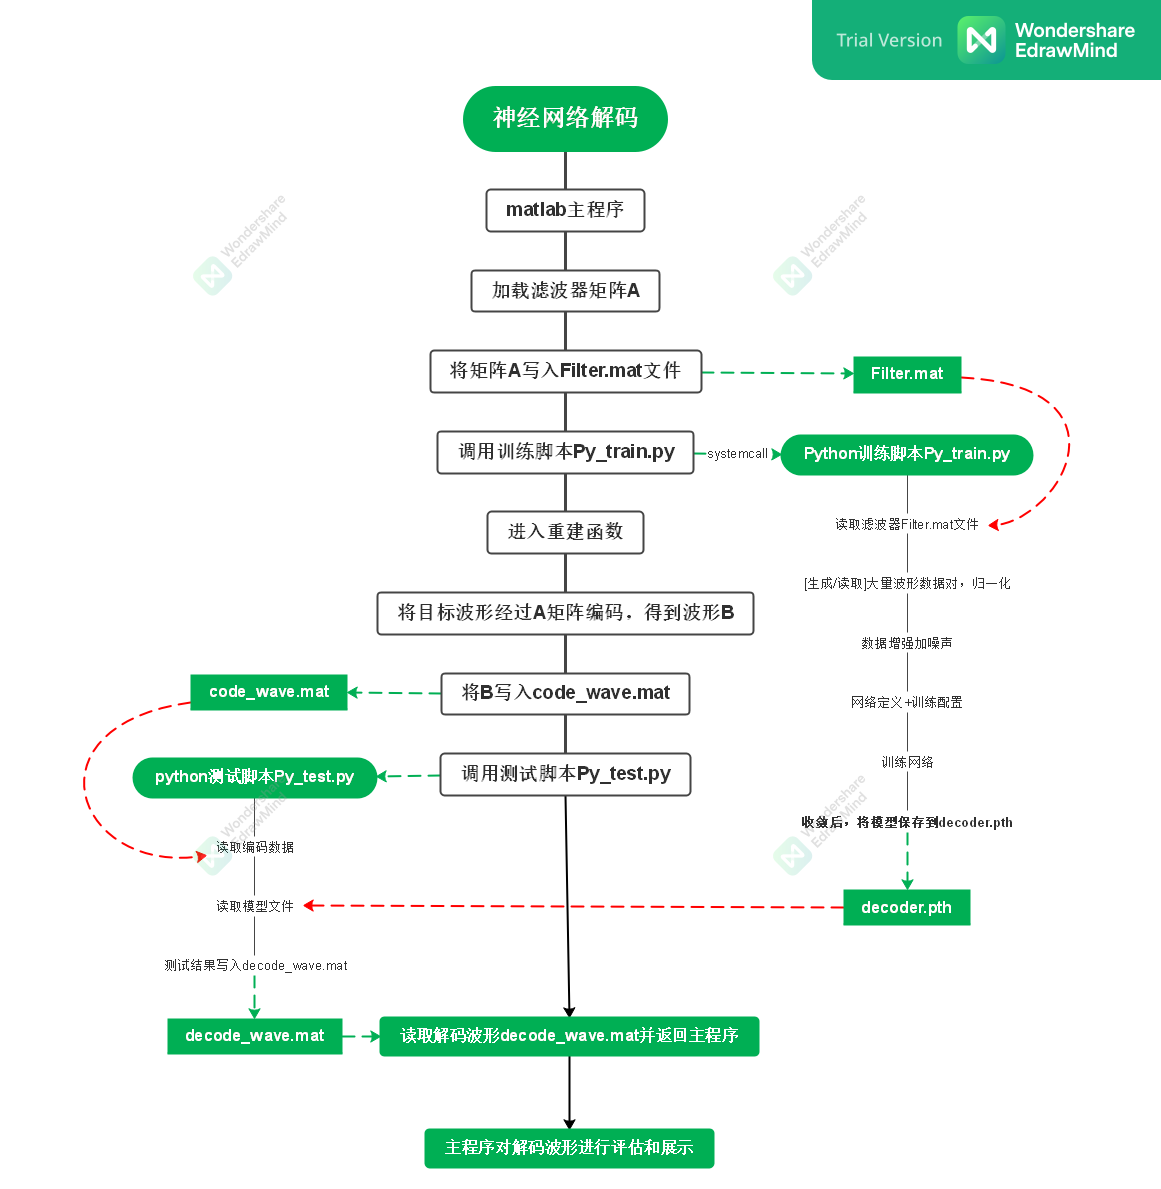 Trial Version
Wondershare
EdrawMind
神经网络解码
matlab主程序
Wondershare
EdrawMind
Wondershare
EdrawMind
加载滤波器矩阵A
将矩阵A写入Filter.mat文件
Filter.mat
调用训练脚本Py_train.py
systemcall
Python训练脚本Py_train.py
读取滤波器Filter.mat文件
进入重建函数
[生成/读取]大量波形数据对，归一化
将目标波形经过A矩阵编码，得到波形B
数据增强加噪声
code_wave.mat
将B写入code_wave.mat
网络定义+训练配置
python测试脚本Py_test.py
调用测试脚本Py_test.py
训练网络
Wondershare
EdrawMind
Wondershare
EdrawMind
收敛后，将模型保存到decoder.pth
读取编码数据
读取模型文件
decoder.pth
测试结果写入decode_wave.mat
decode_wave.mat
读取解码波形decode_wave.mat并返回主程序
主程序对解码波形进行评估和展示